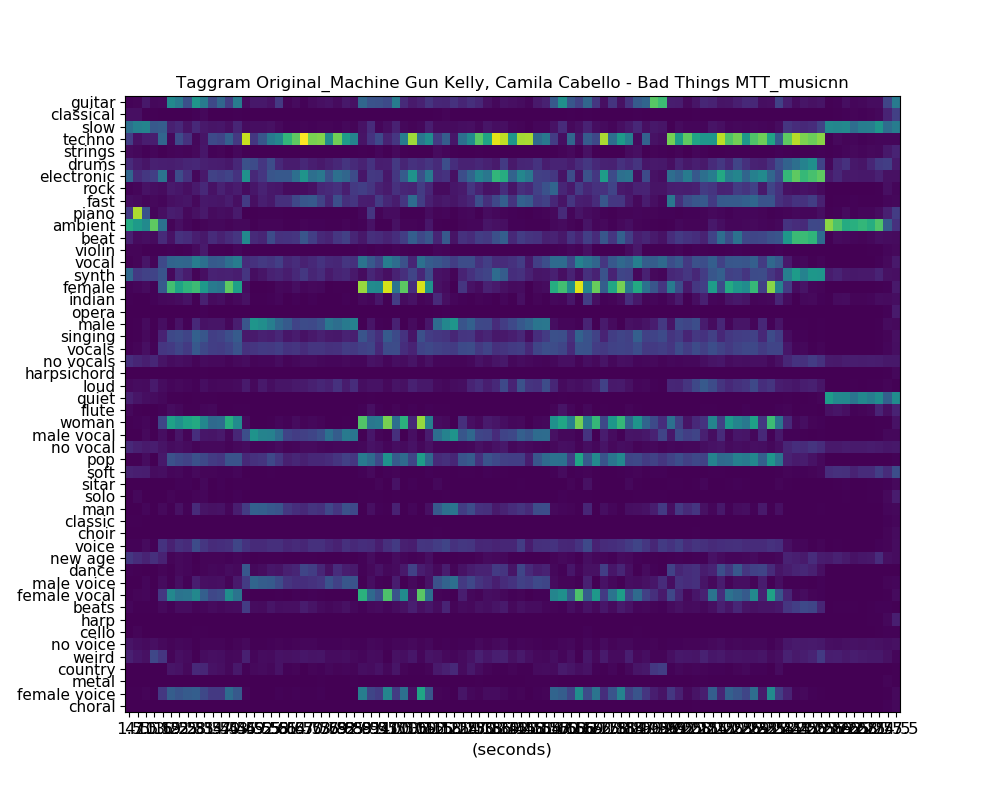 Taggram Original_Machine Gun Kelly, Camila Cabello - Bad Things MTT_musicnn
guitar
classical
slow
techno
strings
drums
electronic
rock
fast
piano
ambient
beat
violin
vocal
synth
female
indian
opera
male
singing
vocals
no vocals
harpsichord
loud
quiet
flute
woman
male vocal
no vocal
pop
soft
sitar
solo
man
classic
choir
voice
new age
dance
male voice
female vocal
beats
harp
cello
no voice
weird
country
metal
female voice
choral
(seconds)